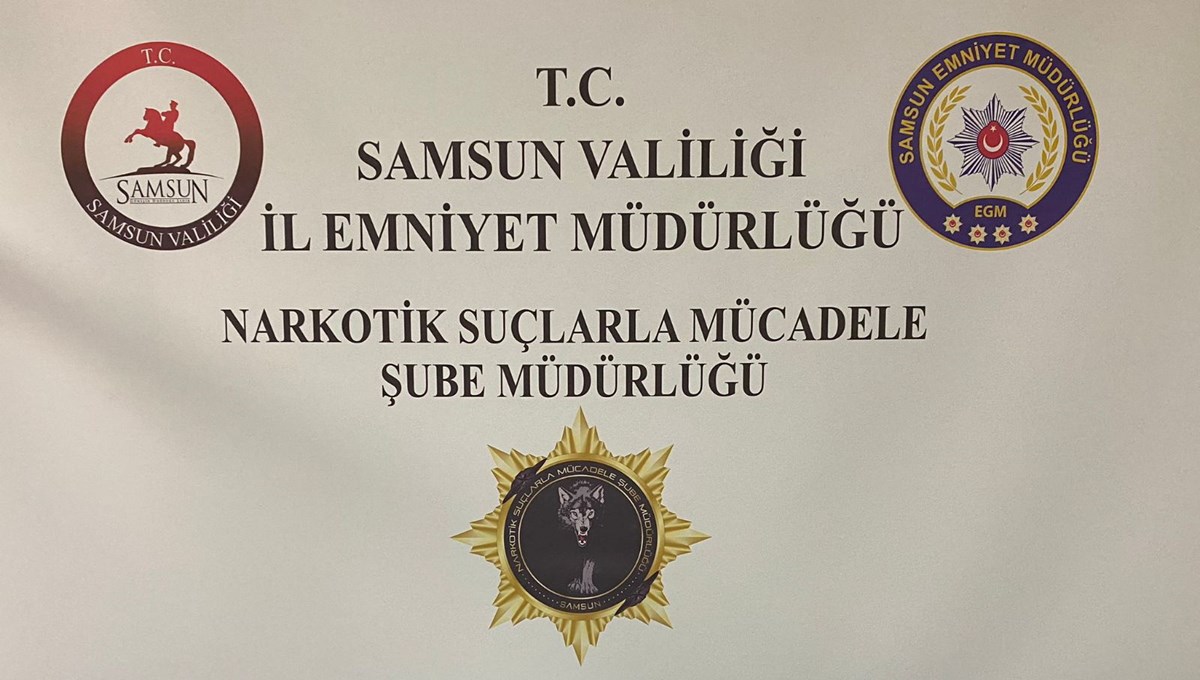 T.C.
SAMSUN
SAMSUN VALİLİĞİ
T.C.
SAMSUN VALİLİĞİ
İL EMNİYET MÜDÜRLÜĞÜ
SAMSUN EMNİYET MÜDÜRLÜĞÜ
EGM
NARKOTİK SUÇLARLA MÜCADELE
ŞUBE MÜDÜRLÜĞÜ
NARKOTİK SUÇLARLA MÜCADELE ŞUBE MÜDÜRLÜĞÜ
SAMSUN